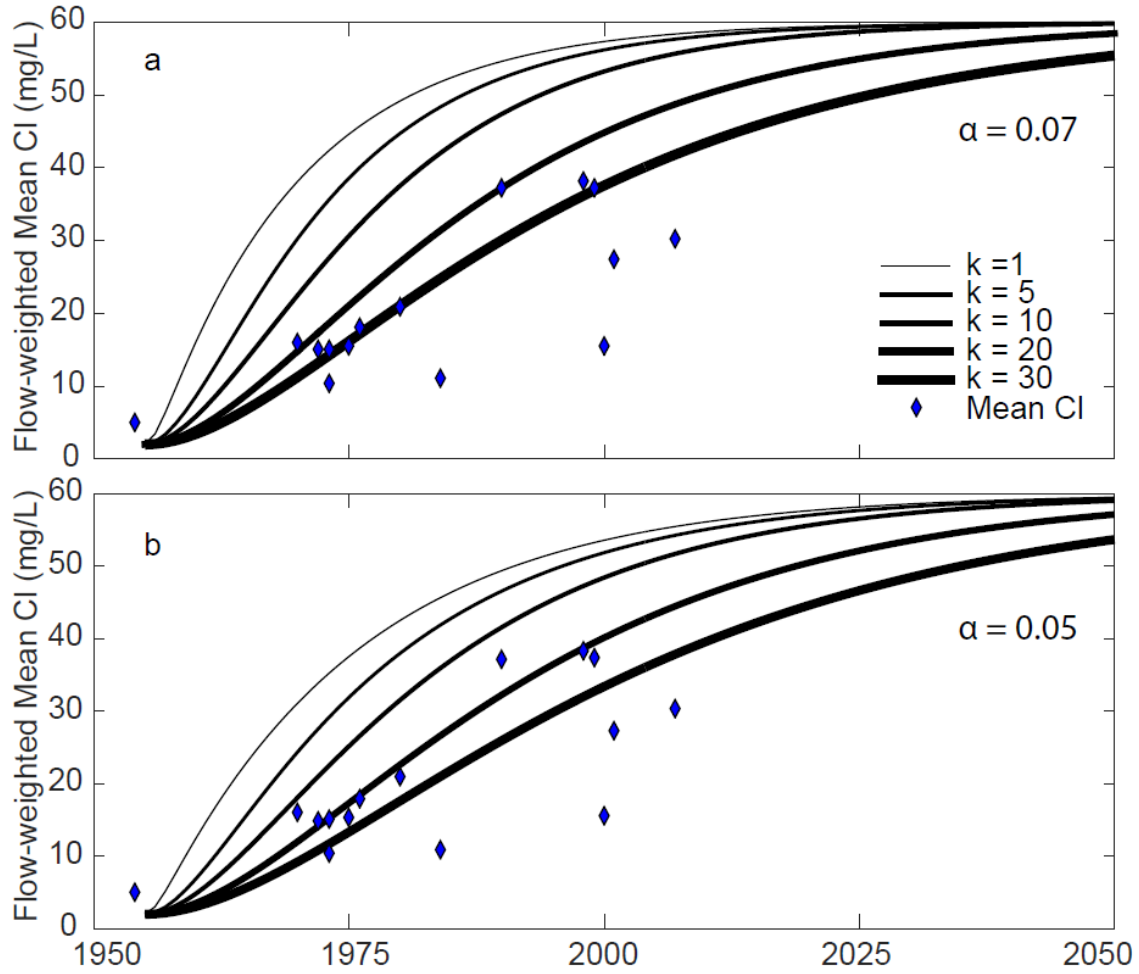 60
50
40
30
20
10
0
Flow-weighted Mean Cl (mg/L)
a
α = 0.07
k =1
k = 5
k = 10
k = 20
k = 30
Mean Cl
60
50
40
30
20
10
0
Flow-weighted Mean Cl (mg/L)
b
α = 0.05
1950 1975 2000 2025 2050